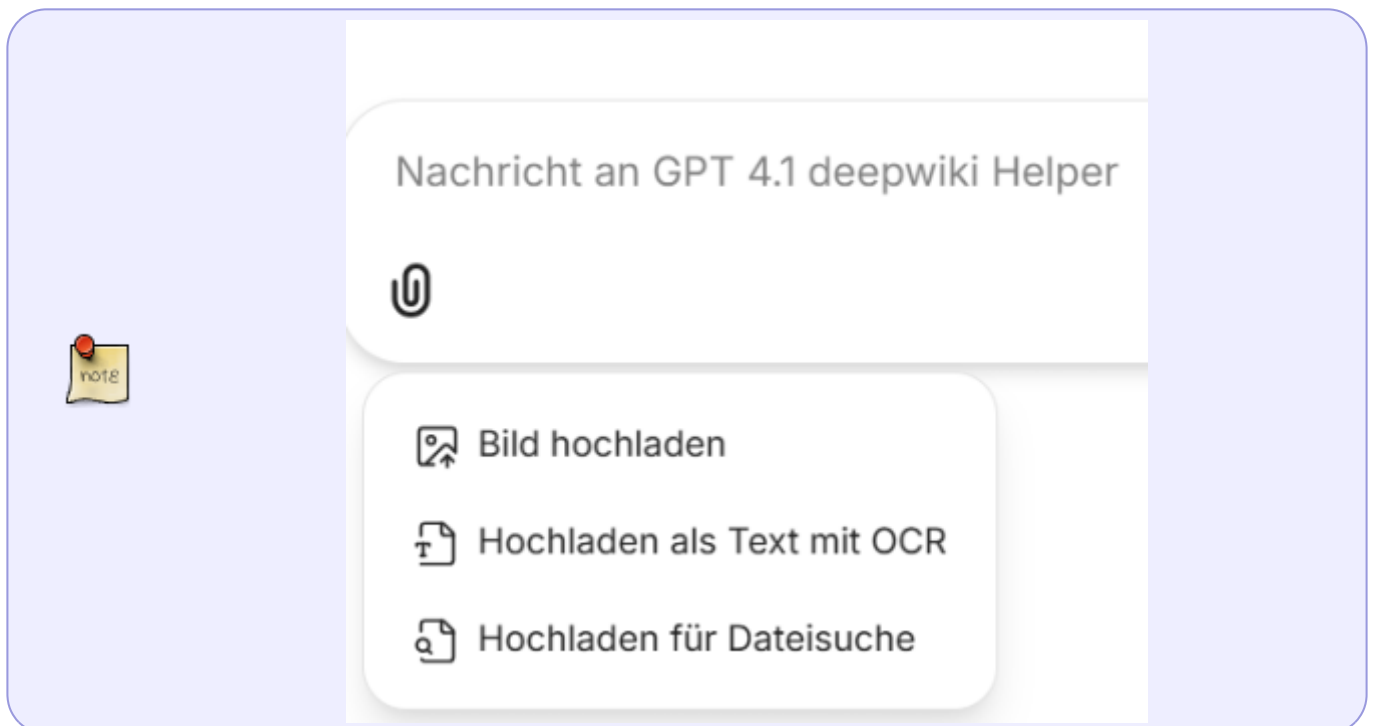 Nachricht an GPT 4.1 deepwiki Helper
note
Bild hochladen
Hochladen als Text mit OCR
Hochladen für Dateisuche